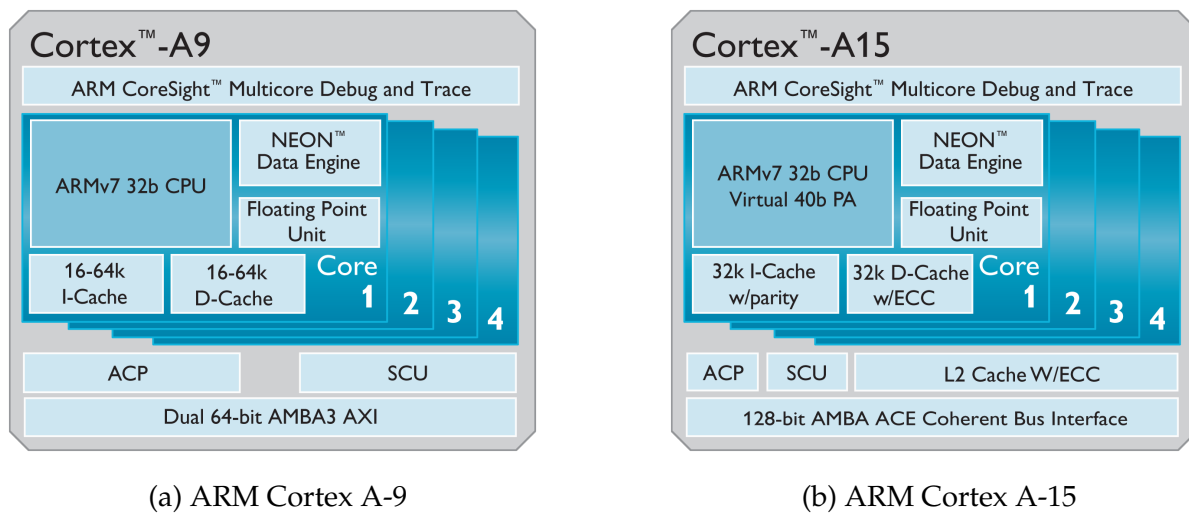 Cortex™-A9
ARM CoreSight™ Multicore Debug and Trace
ARMv7 32b CPU
NEON™
Data Engine
Floating Point
Unit
16-64k
I-Cache
16-64k
D-Cache
Core
1
2
3
4
ACP
SCU
Dual 64-bit AMBA3 AXI
(a) ARM Cortex A-9
Cortex™-A15
ARM CoreSight™ Multicore Debug and Trace
ARMv7 32b CPU
Virtual 40b PA
NEON™
Data Engine
Floating Point
Unit
32k I-Cache
w/parity
32k D-Cache
w/ECC
Core
1
2
3
4
ACP
SCU
L2 Cache W/ECC
128-bit AMBA ACE Coherent Bus Interface
(b) ARM Cortex A-15